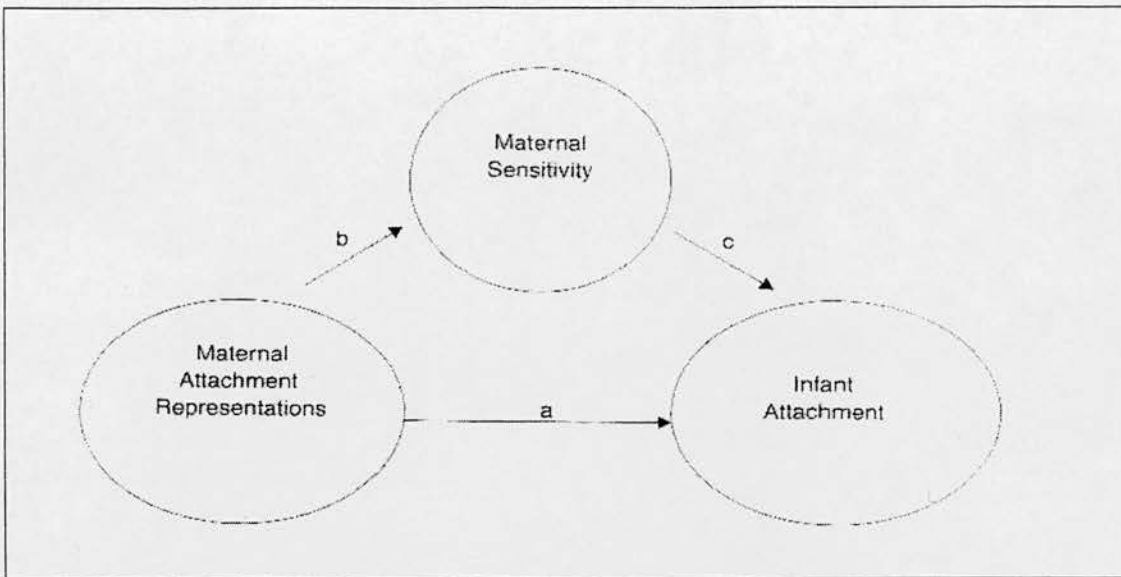 Maternal
Sensitivity
b
c
Maternal
Attachment
Representations
a
Infant
Attachment